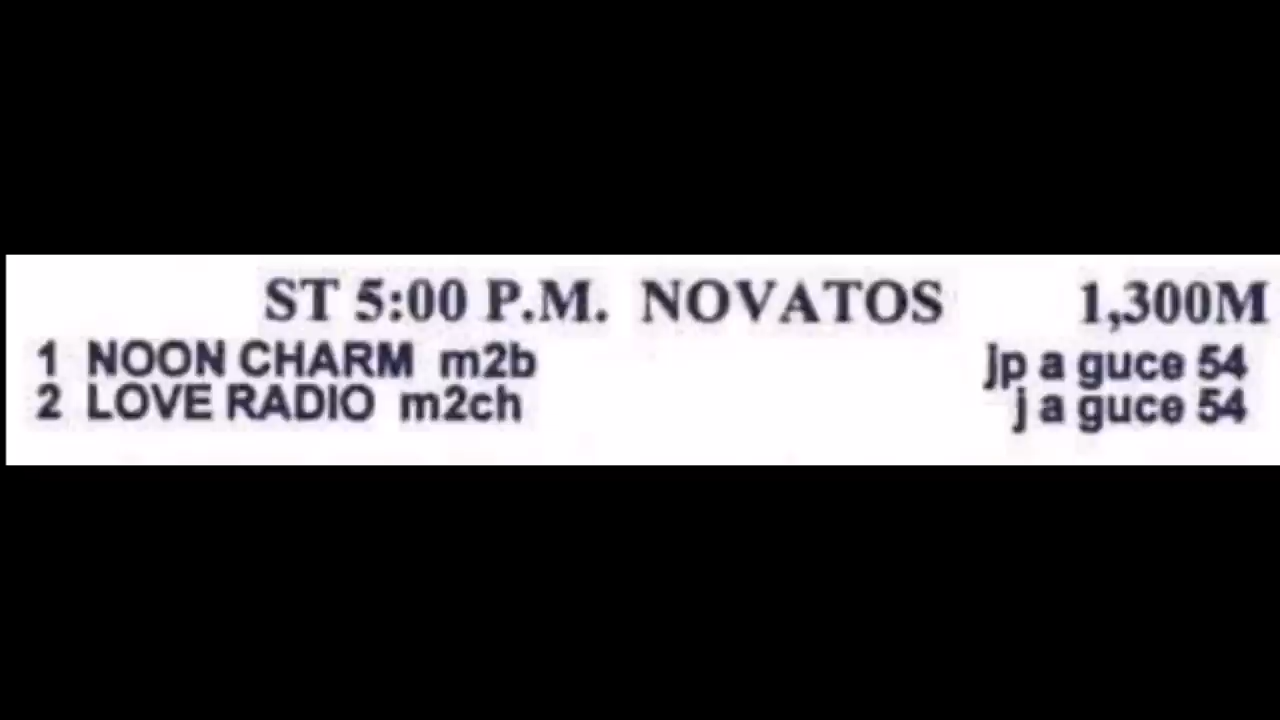 ST 5:00 P.M. NOVATOS 1,300M
1 NOON CHARM m2b jp a guce 54
2 LOVE RADIO m2ch j a guce 54